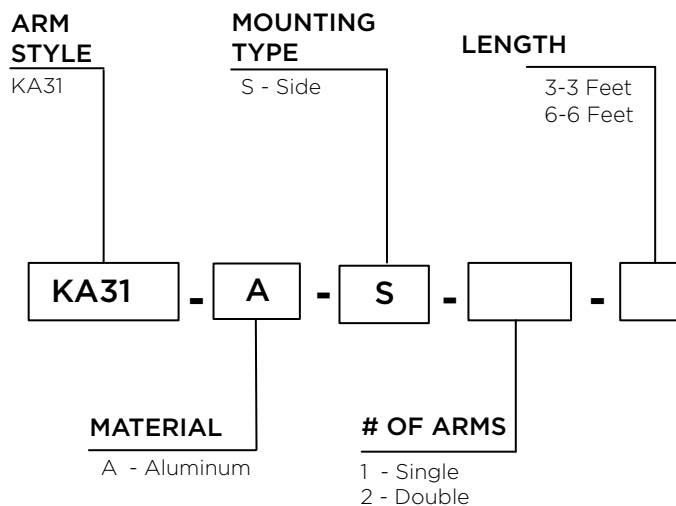 ARM
STYLE
KA31
MOUNTING
TYPE
S - Side
LENGTH
3-3 Feet
6-6 Feet
KA31 - A - S - -
MATERIAL
A - Aluminum
# OF ARMS
1 - Single
2 - Double